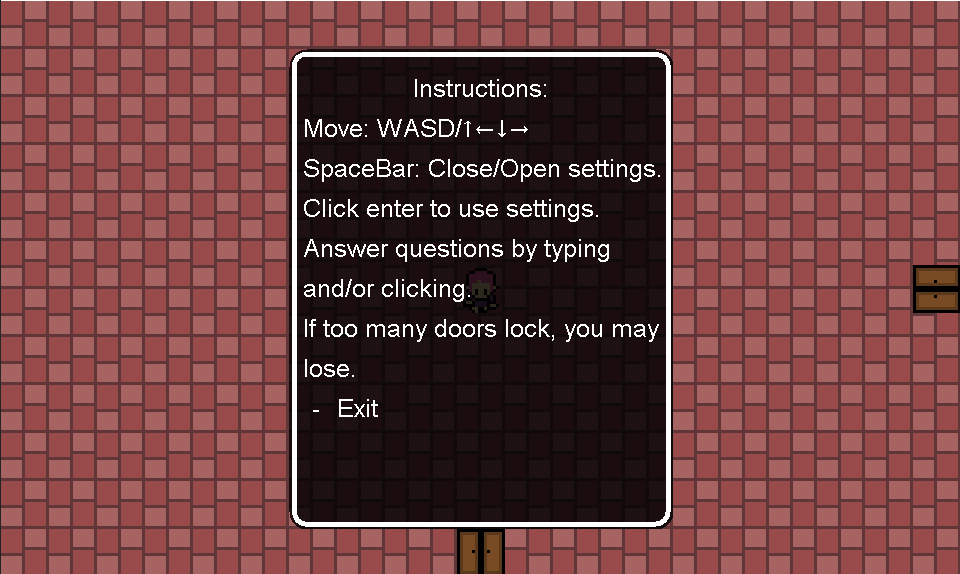 Instructions:
Move: WASD/↑←↓→
SpaceBar: Close/Open settings.
Click enter to use settings.
Answer questions by typing
and/or clicking.
If too many doors lock, you may
lose.
- Exit